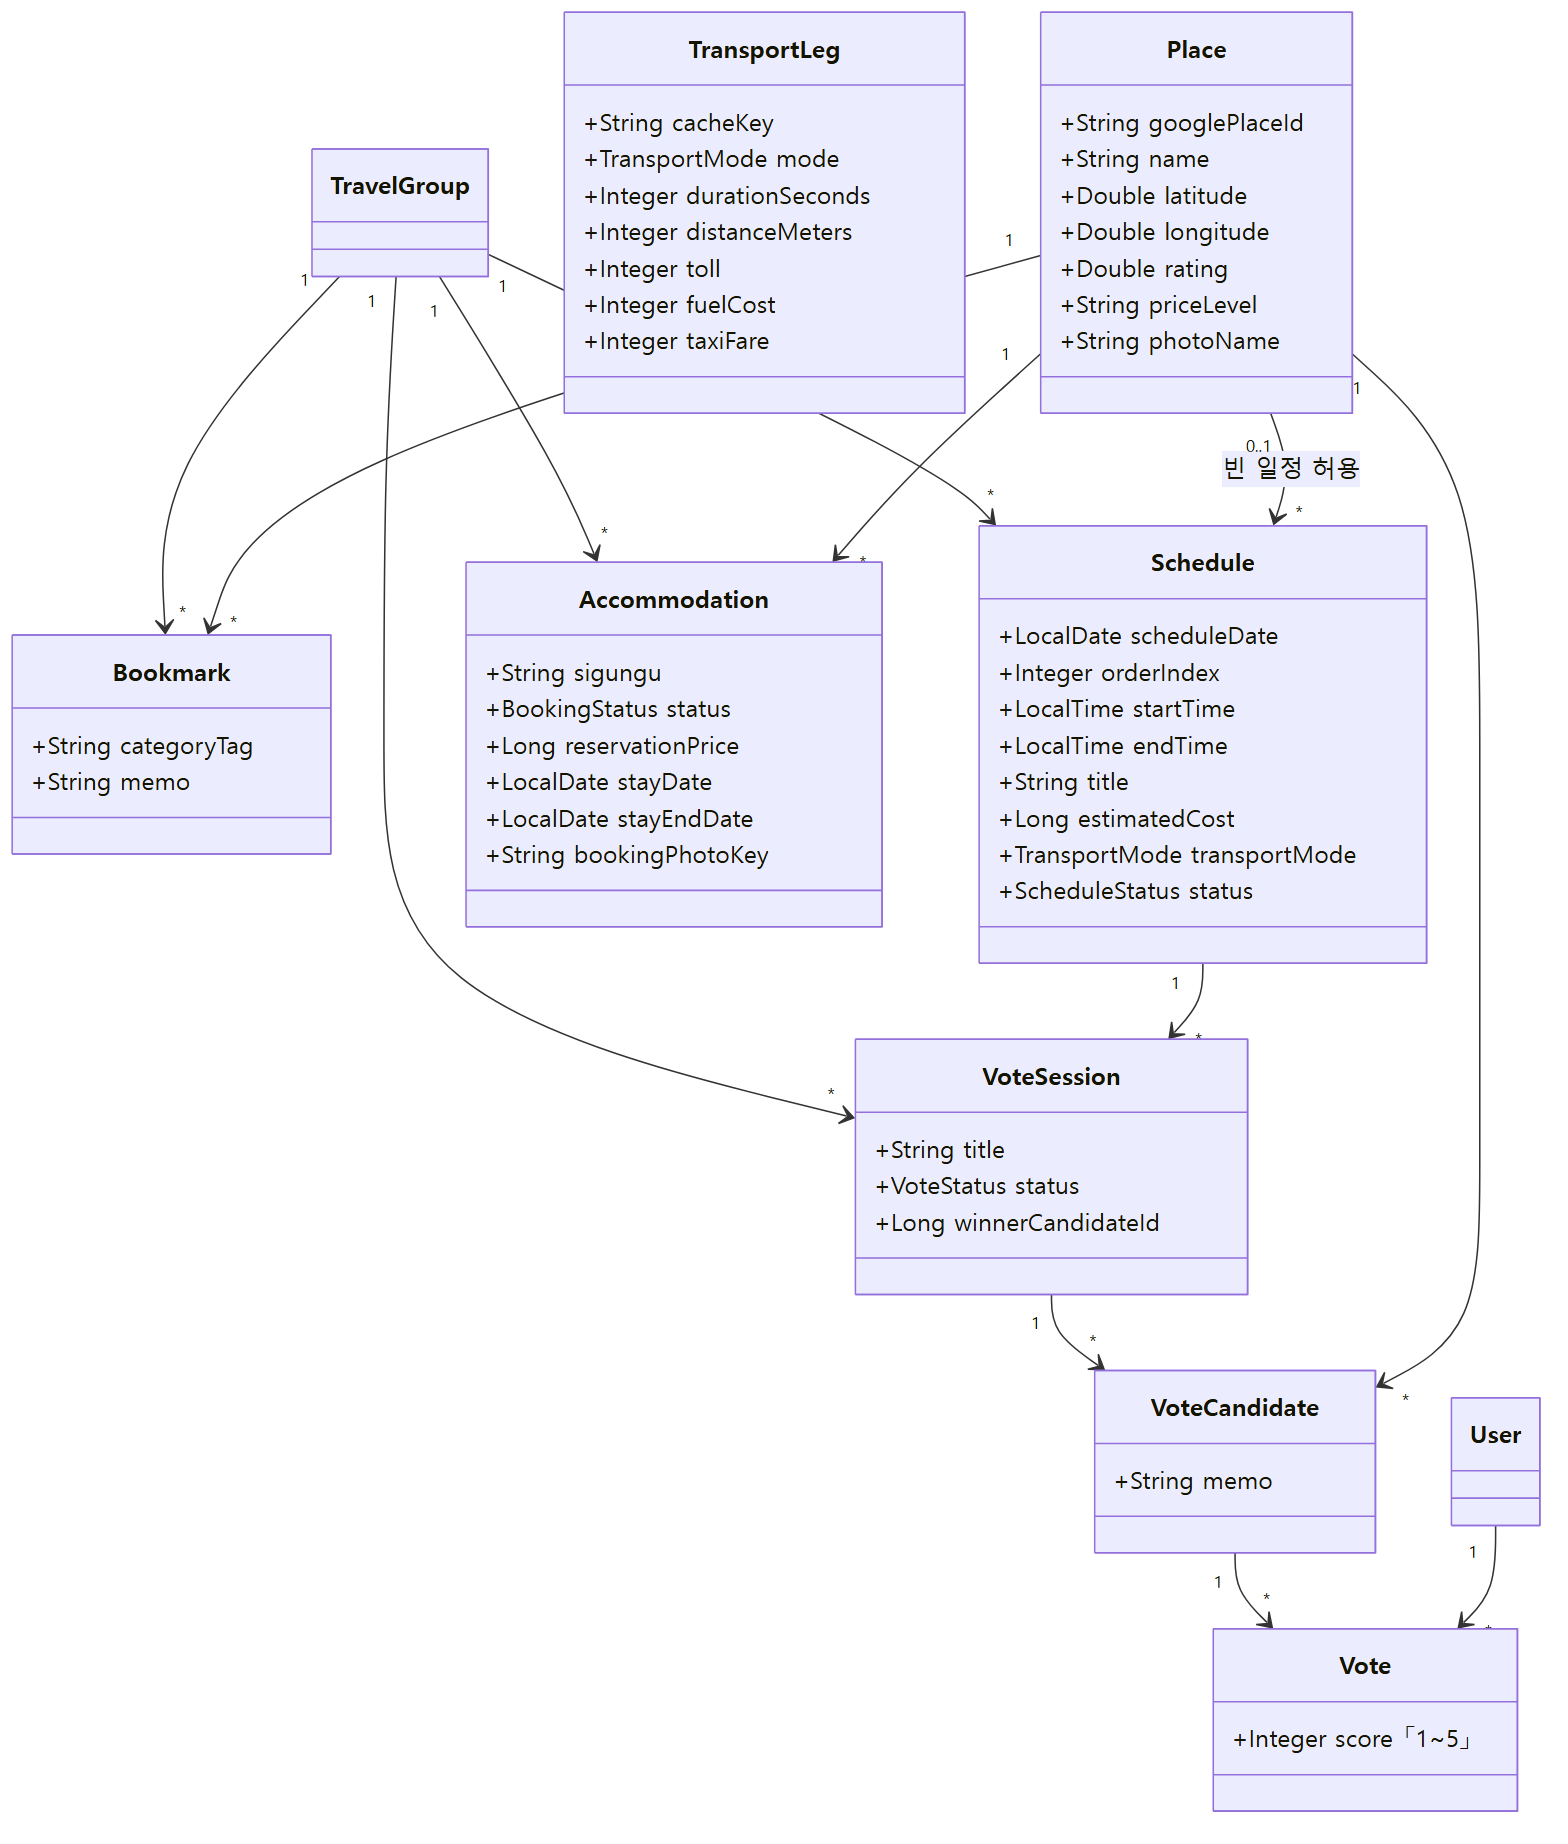 TransportLeg
+String cacheKey
+TransportMode mode
+Integer durationSeconds
+Integer distanceMeters
+Integer toll
+Integer fuelCost
+Integer taxiFare
Place
+String googlePlaceId
+String name
+Double latitude
+Double longitude
+Double rating
+String priceLevel
+String photoName
TravelGroup
1
1
1
1
1
1
1
0..1
빈 일정 허용
*
*
*
*
*
*
Bookmark
+String categoryTag
+String memo
Accommodation
+String sigungu
+BookingStatus status
+Long reservationPrice
+LocalDate stayDate
+LocalDate stayEndDate
+String bookingPhotoKey
Schedule
+LocalDate scheduleDate
+Integer orderIndex
+LocalTime startTime
+LocalTime endTime
+String title
+Long estimatedCost
+TransportMode transportMode
+ScheduleStatus status
1
*
*
VoteSession
+String title
+VoteStatus status
+Long winnerCandidateId
1
*
*
VoteCandidate
+String memo
User
1
1
*
*
Vote
+Integer score「1~5」